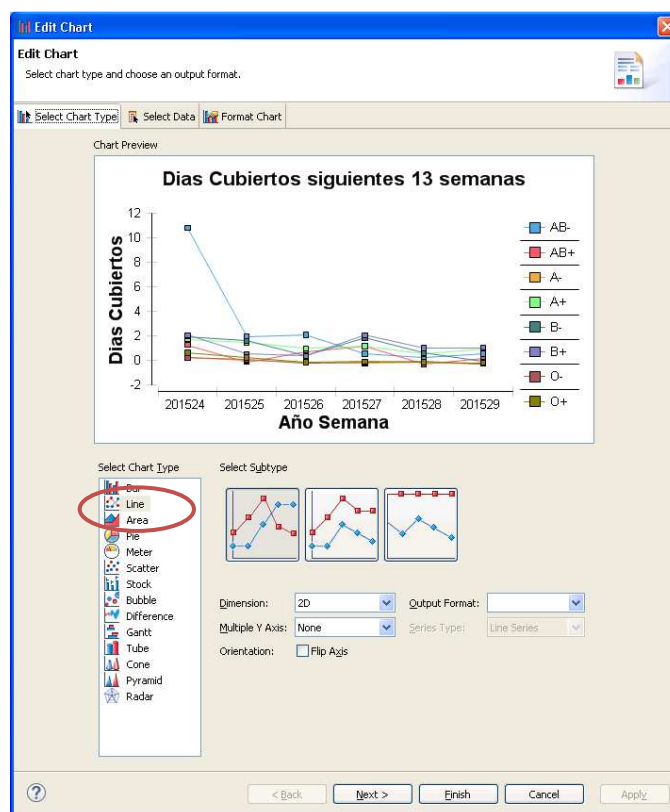 Edit Chart
Edit Chart
Select chart type and choose an output format.
Select Chart Type
Select Data
Format Chart
Chart Preview
Dias Cubiertos siguientes 13 semanas
Dias Cubiertos
12
10
8
6
4
2
0
-2
201524
201525
201526
201527
201528
201529
Año Semana
AB-
AB+
A-
A+
B-
B+
O-
O+
Select Chart Type
Bar
Line
Area
Pie
Meter
Scatter
Stock
Bubble
Difference
Gantt
Tube
Cone
Pyramid
Radar
Select Subtype
Dimension: 2D
Output Format:
Multiple Y Axis: None
Series Type: Line Series
Orientation: Flip Axis
?
< Back
Next >
Finish
Cancel
Apply